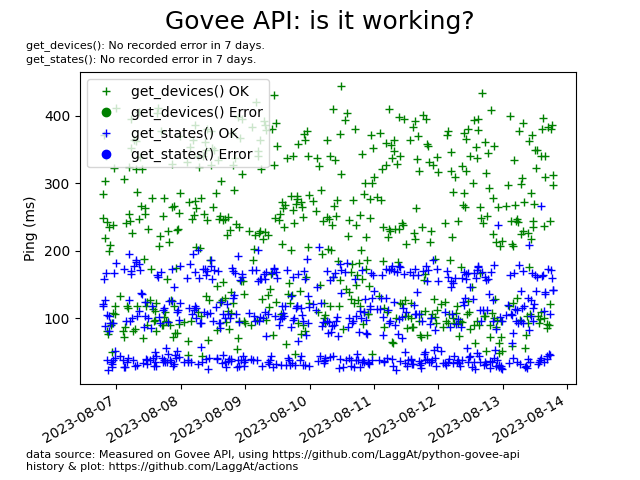 Govee API: is it working?
get_devices(): No recorded error in 7 days.
get_states(): No recorded error in 7 days.
get_devices() OK
get_devices() Error
get_states() OK
get_states() Error
Ping (ms)
400
300
200
100
2023-08-07
2023-08-08
2023-08-09
2023-08-10
2023-08-11
2023-08-12
2023-08-13
2023-08-14
data source: Measured on Govee API, using https://github.com/LaggAt/python-govee-api
history & plot: https://github.com/LaggAt/actions